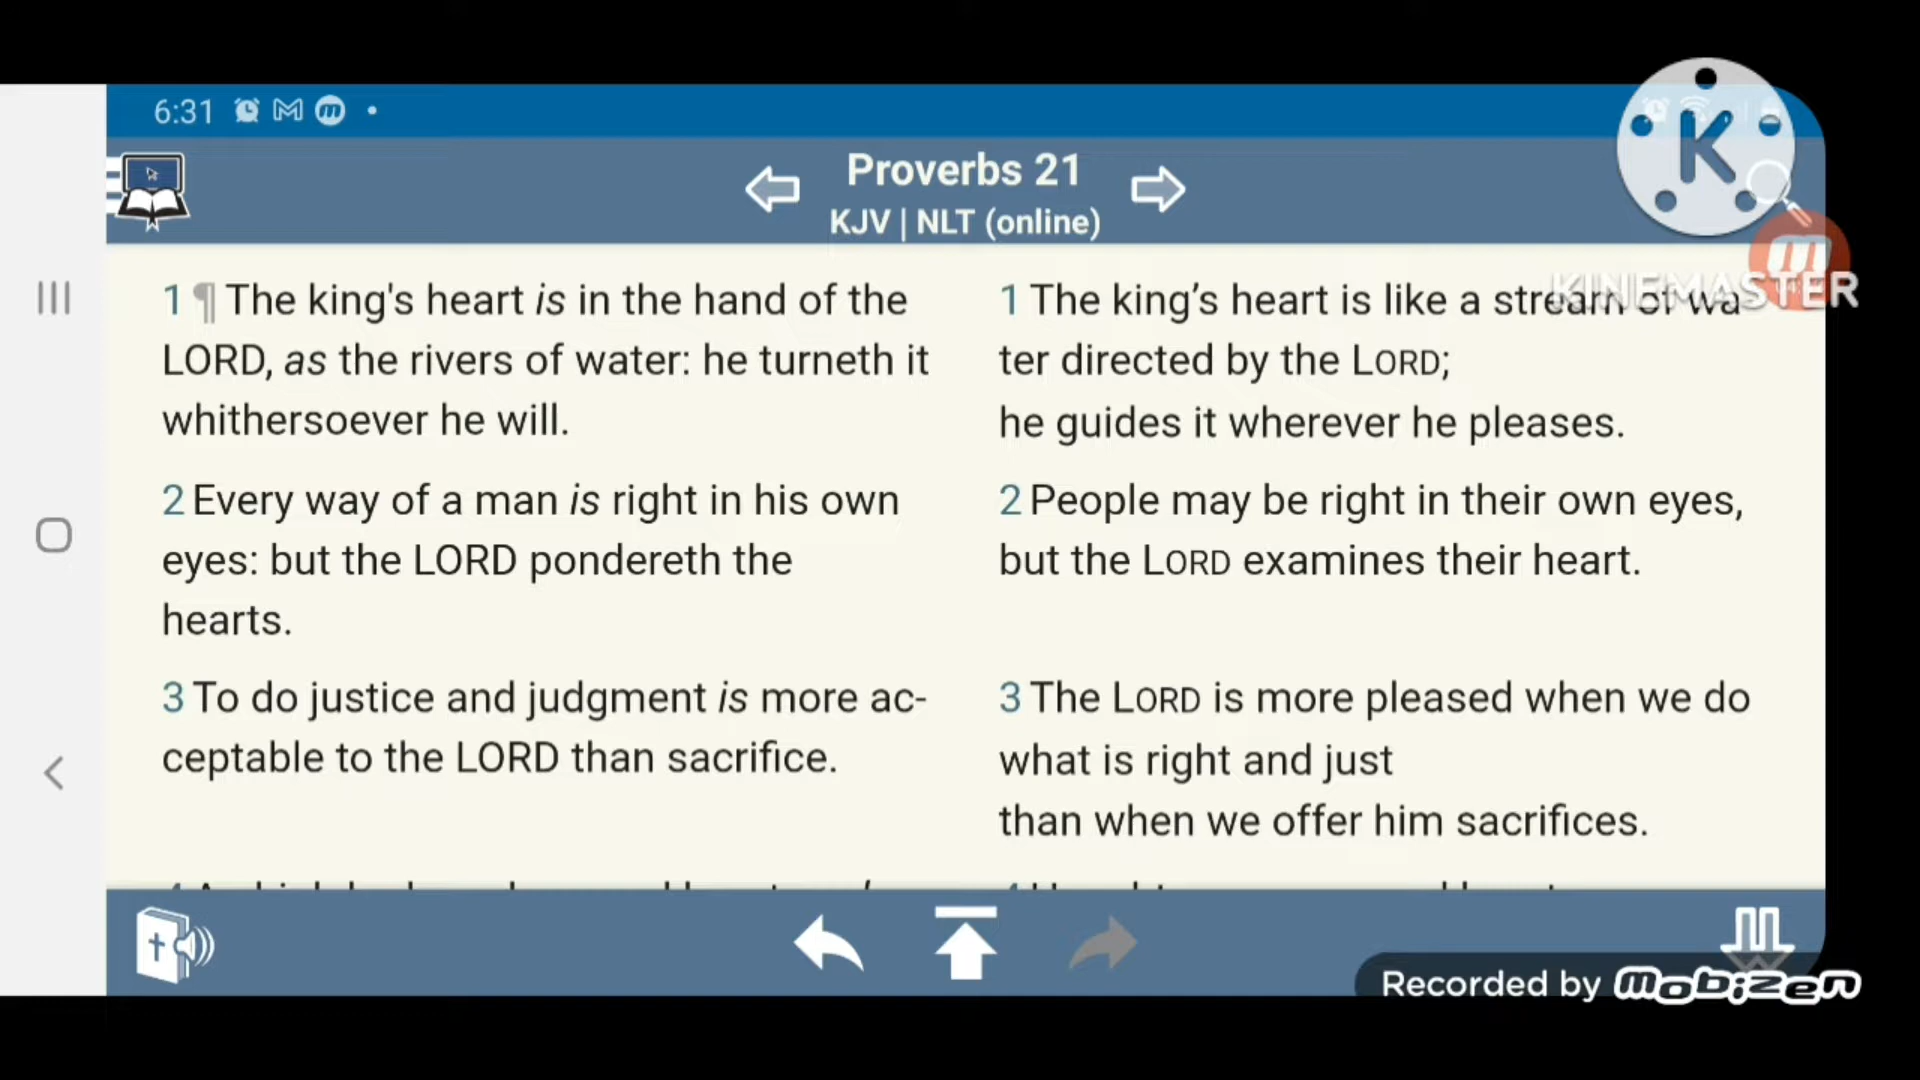 6:31
Proverbs 21
KJV | NLT (online)
KINEMASTER
1 ¶ The king's heart is in the hand of the
LORD, as the rivers of water: he turneth it
whithersoever he will.
2 Every way of a man is right in his own
eyes: but the LORD pondereth the
hearts.
3 To do justice and judgment is more ac-
ceptable to the LORD than sacrifice.
1 The king’s heart is like a stream of wa-
ter directed by the LORD;
he guides it wherever he pleases.
2 People may be right in their own eyes,
but the LORD examines their heart.
3 The LORD is more pleased when we do
what is right and just
than when we offer him sacrifices.
Recorded by mobizen